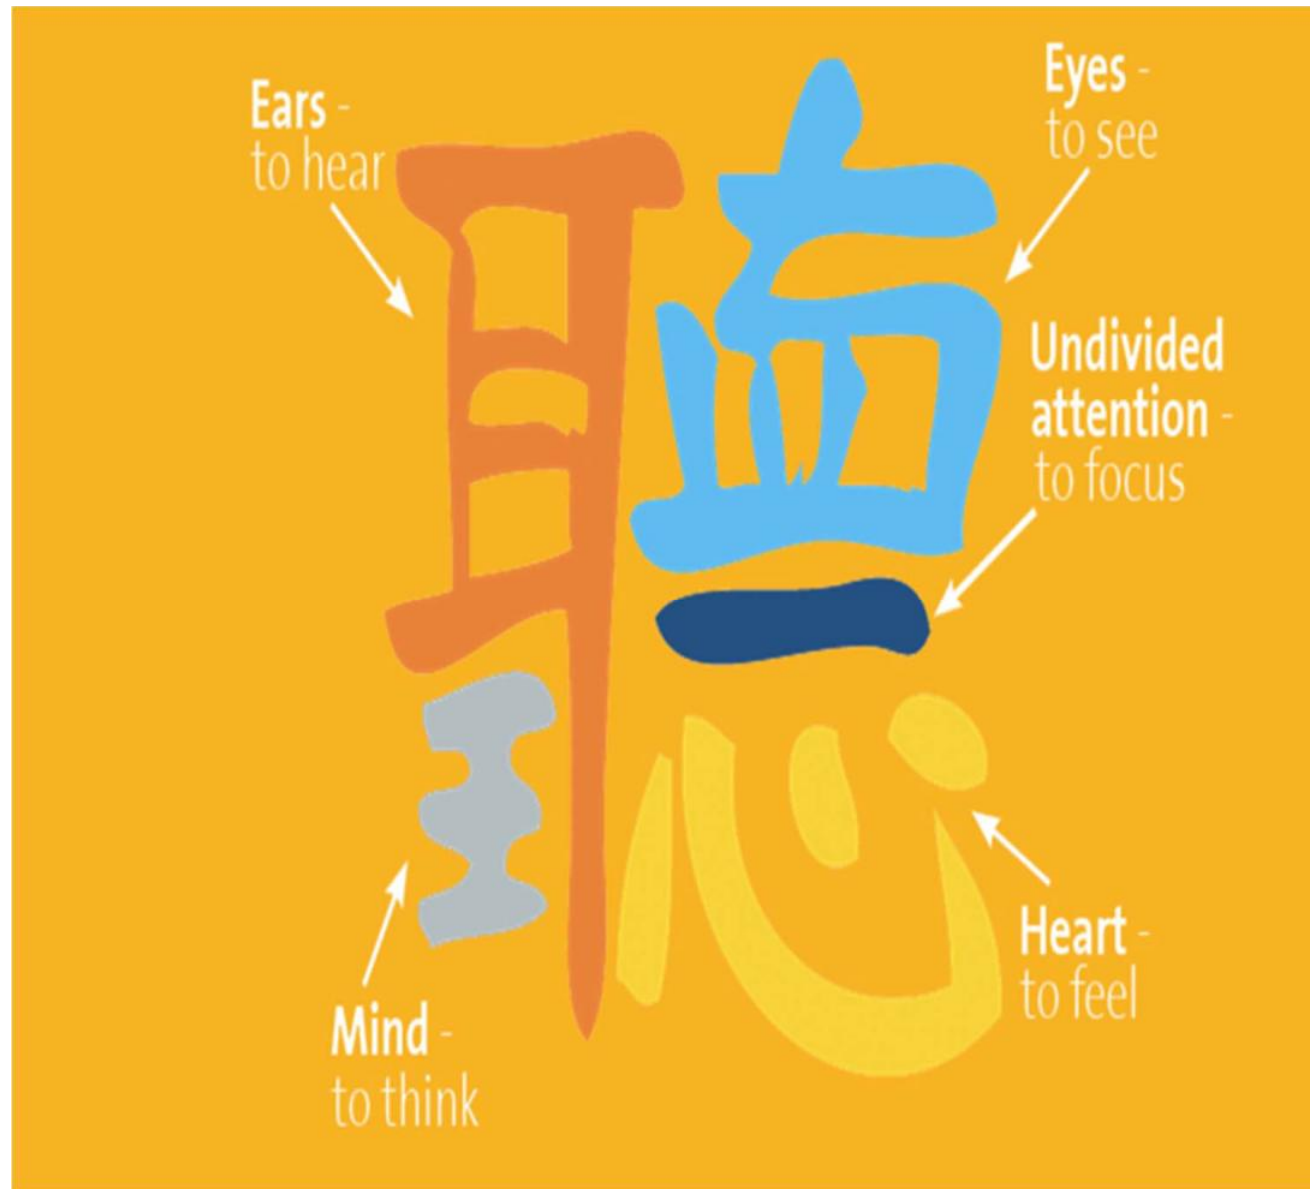 Ears -
to hear
Eyes -
to see
Undivided
attention -
to focus
聽
Heart -
to feel
Mind -
to think